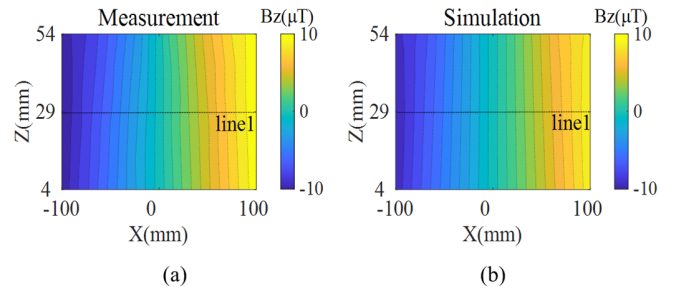 Measurement
Bz(μT)
54
29
4
Z(mm)
line1
-100
0
100
X(mm)
10
0
-10
(a)
Simulation
Bz(μT)
54
29
4
Z(mm)
line1
-100
0
100
X(mm)
10
0
-10
(b)